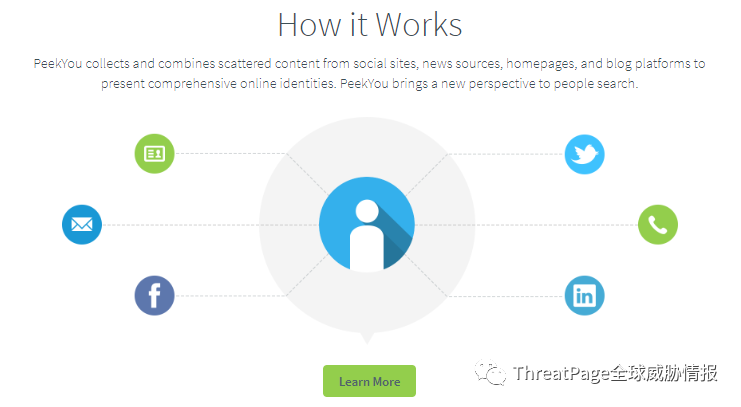 How it Works
PeekYou collects and combines scattered content from social sites, news sources, homepages, and blog platforms to
present comprehensive online identities. PeekYou brings a new perspective to people search.
f
in
Learn More
ThreatPage全球威胁情报